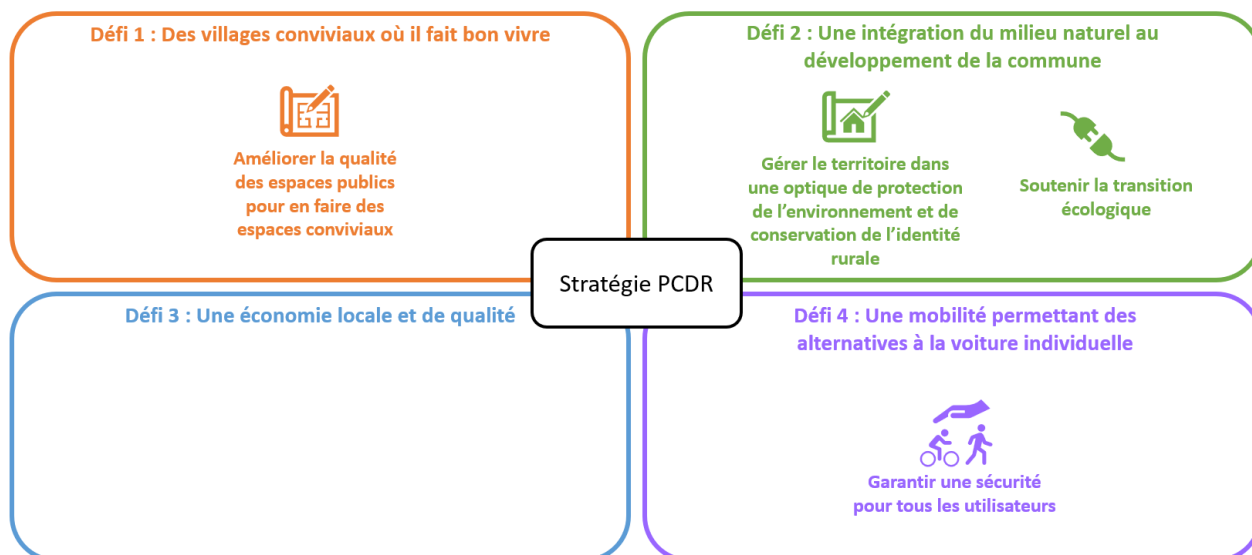 Défi 1 : Des villages conviviaux où il fait bon vivre
Améliorer la qualité
des espaces publics
pour en faire des
espaces conviviaux
Défi 2 : Une intégration du milieu naturel au
développement de la commune
Gérer le territoire dans
une optique de protection
de l’environnement et de
conservation de l’identité
rurale
Soutenir la transition
écologique
Stratégie PCDR
Défi 3 : Une économie locale et de qualité
Défi 4 : Une mobilité permettant des
alternatives à la voiture individuelle
Garantir une sécurité
pour tous les utilisateurs